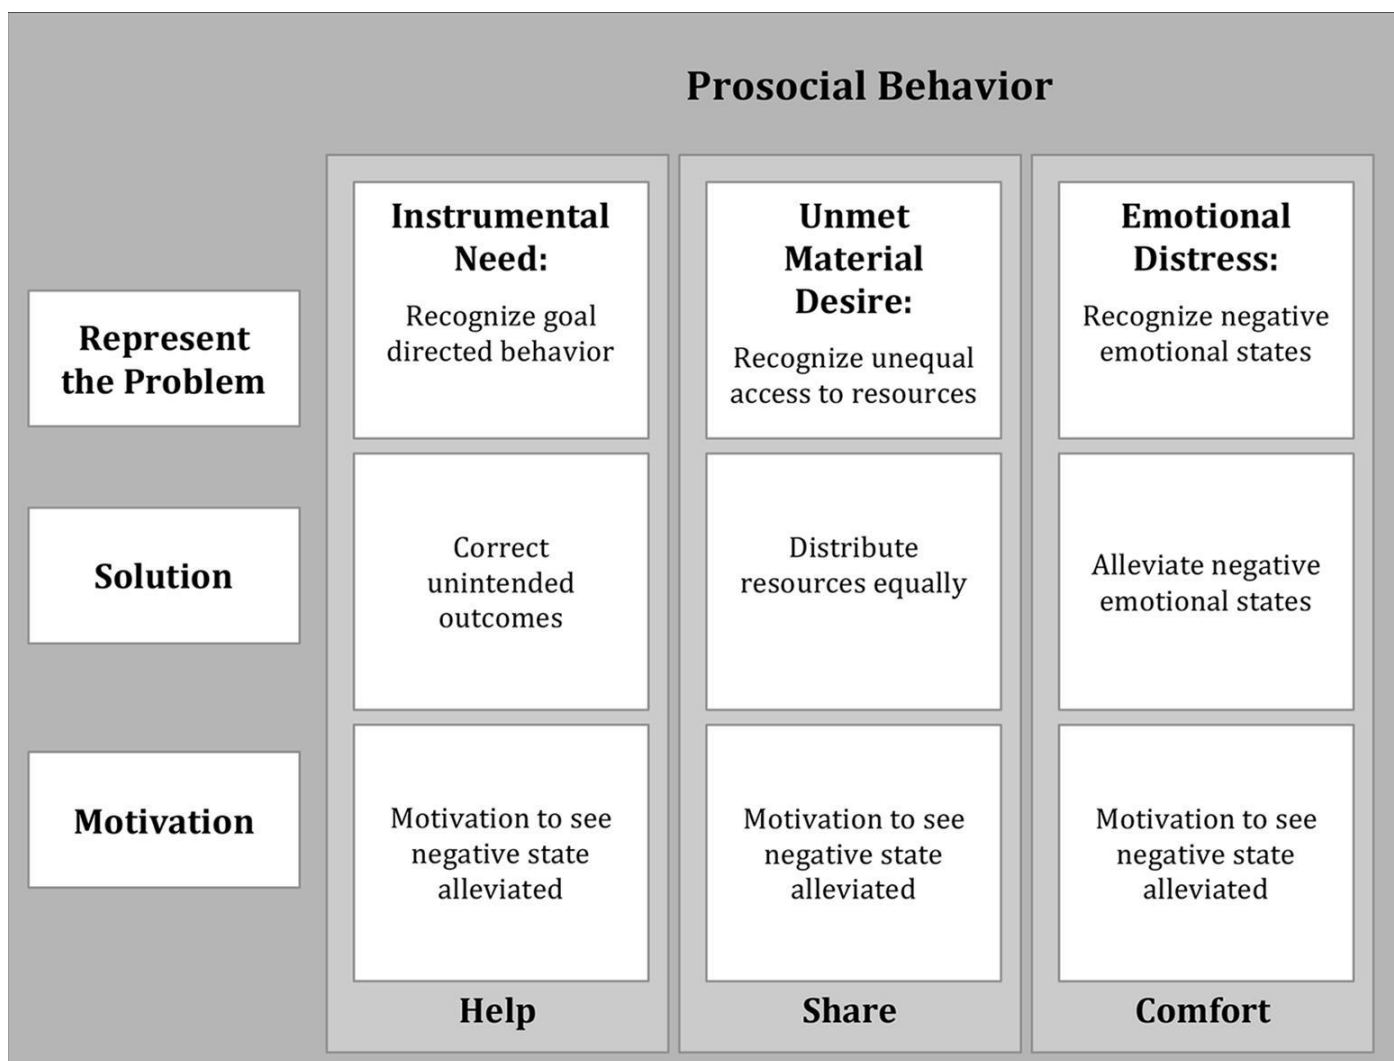 Prosocial Behavior
Instrumental
Need:
Recognize goal
directed behavior
Unmet
Material
Desire:
Recognize unequal
access to resources
Emotional
Distress:
Recognize negative
emotional states
Represent
the Problem
Solution
Correct
unintended
outcomes
Distribute
resources equally
Alleviate negative
emotional states
Motivation
Motivation to see
negative state
alleviated
Motivation to see
negative state
alleviated
Motivation to see
negative state
alleviated
Help
Share
Comfort